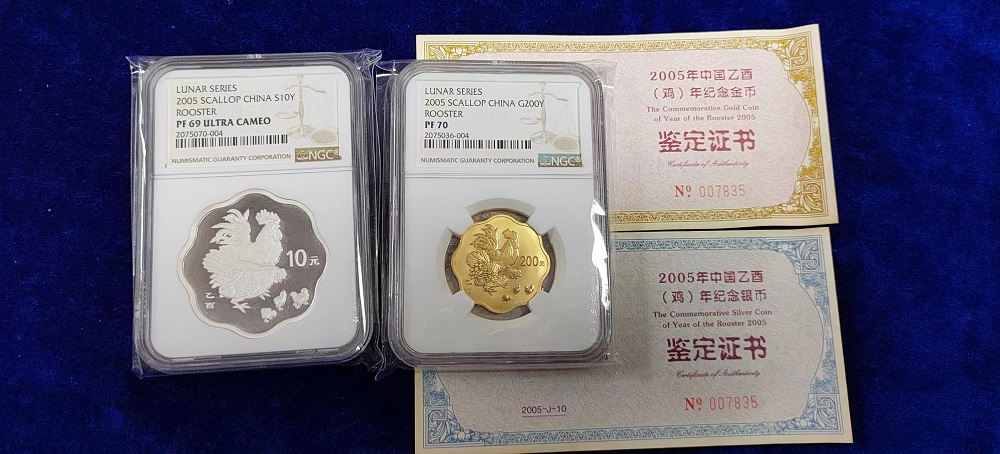 LUNAR SERIES
2005 SCALLOP CHINA S10Y
ROOSTER
PF 69 ULTRA CAMEO
2075070-004
NUMISMATIC GUARANTY CORPORATION
NGC
10元
乙酉
LUNAR SERIES
2005 SCALLOP CHINA G200Y
ROOSTER
PF 70
2075036-004
NUMISMATIC GUARANTY CORPORATION
NGC
200元
2005年中国乙酉
（鸡）年纪念金币
The Commemorative Gold Coin
of Year of the Rooster 2005
鉴定证书
Certificate of Authenticity
Nº 007835
2005年中国乙酉
（鸡）年纪念银币
The Commemorative Silver Coin
of Year of the Rooster 2005
鉴定证书
Certificate of Authenticity
2005-J-10
Nº 007835